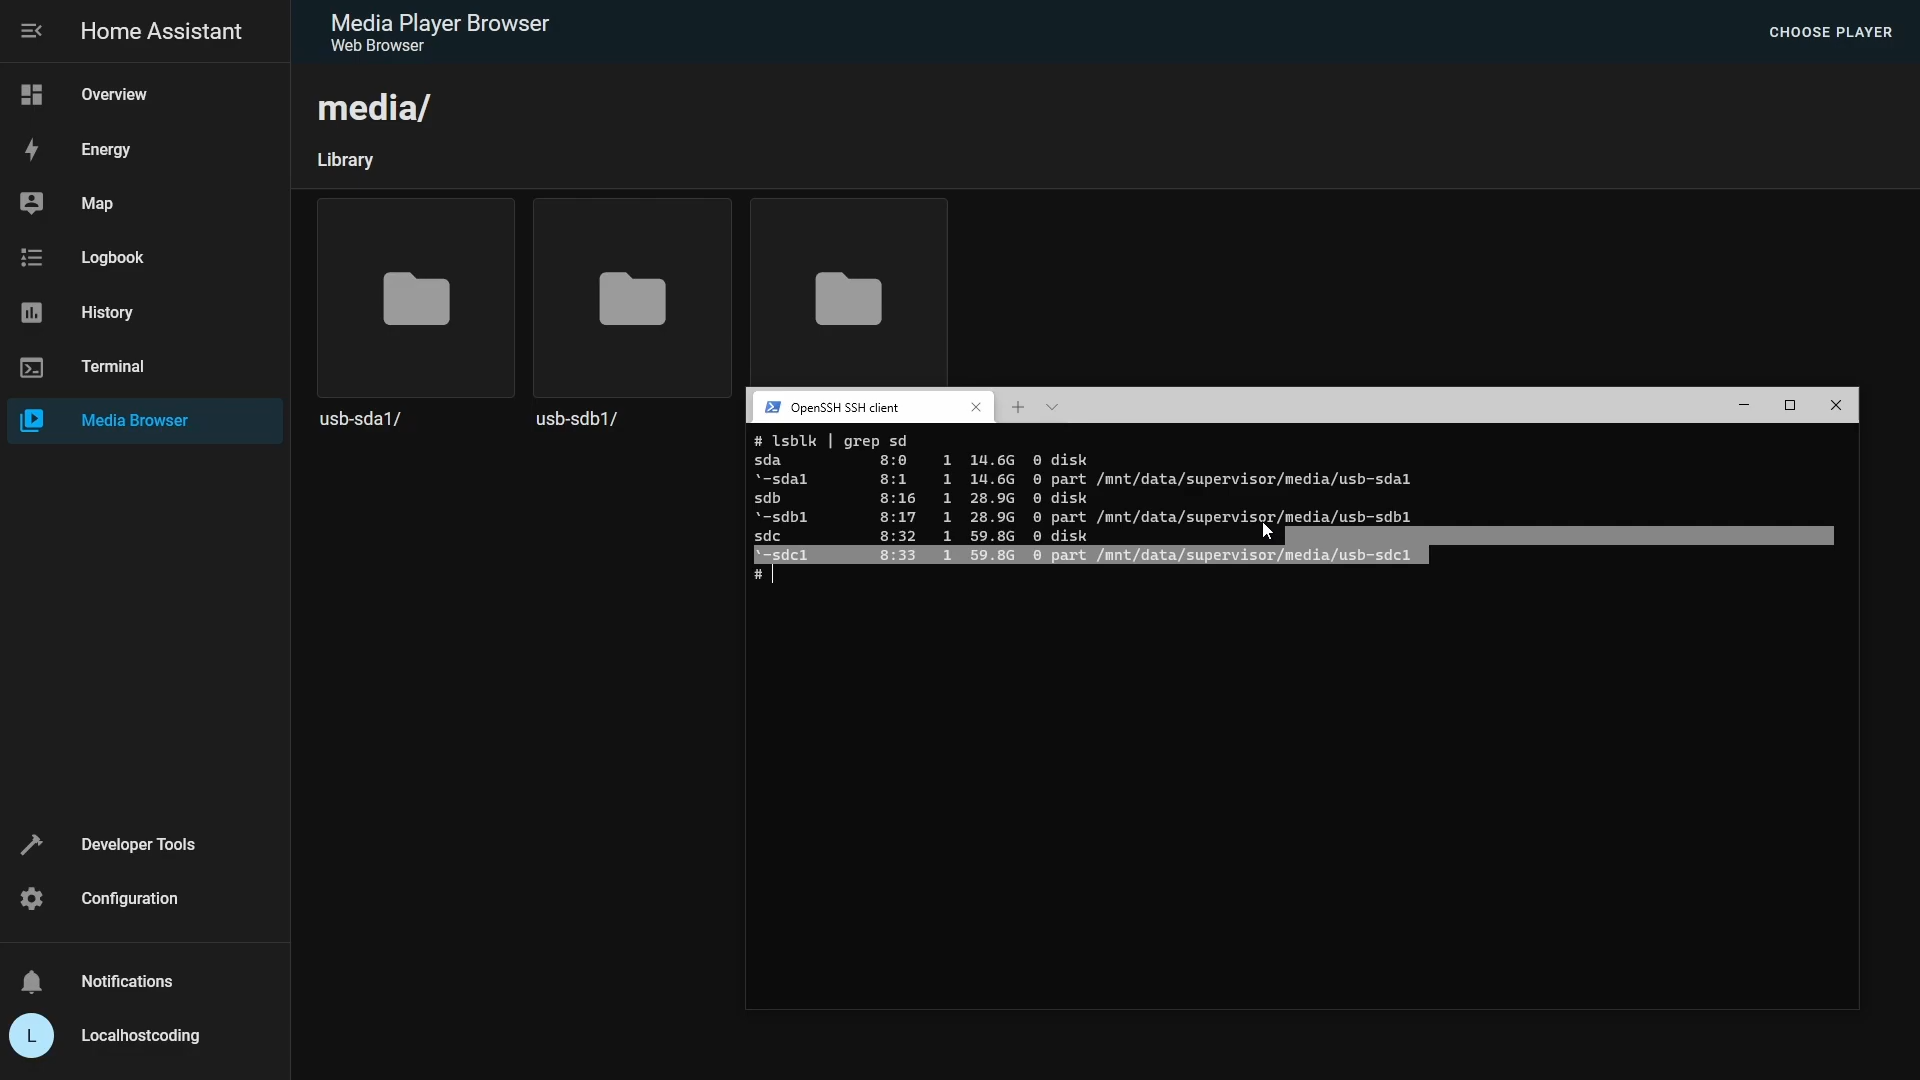 Home Assistant
Overview
Energy
Map
Logbook
History
Terminal
Media Browser
Developer Tools
Configuration
Notifications
L
Localhostcoding
Media Player Browser
Web Browser
CHOOSE PLAYER
media/
Library
usb-sda1/
usb-sdb1/
OpenSSH SSH client
# lsblk | grep sd
sda 8:0 1 14.6G 0 disk
`-sda1 8:1 1 14.6G 0 part /mnt/data/supervisor/media/usb-sda1
sdb 8:16 1 28.9G 0 disk
`-sdb1 8:17 1 28.9G 0 part /mnt/data/supervisor/media/usb-sdb1
sdc 8:32 1 59.8G 0 disk
`-sdc1 8:33 1 59.8G 0 part /mnt/data/supervisor/media/usb-sdc1
#